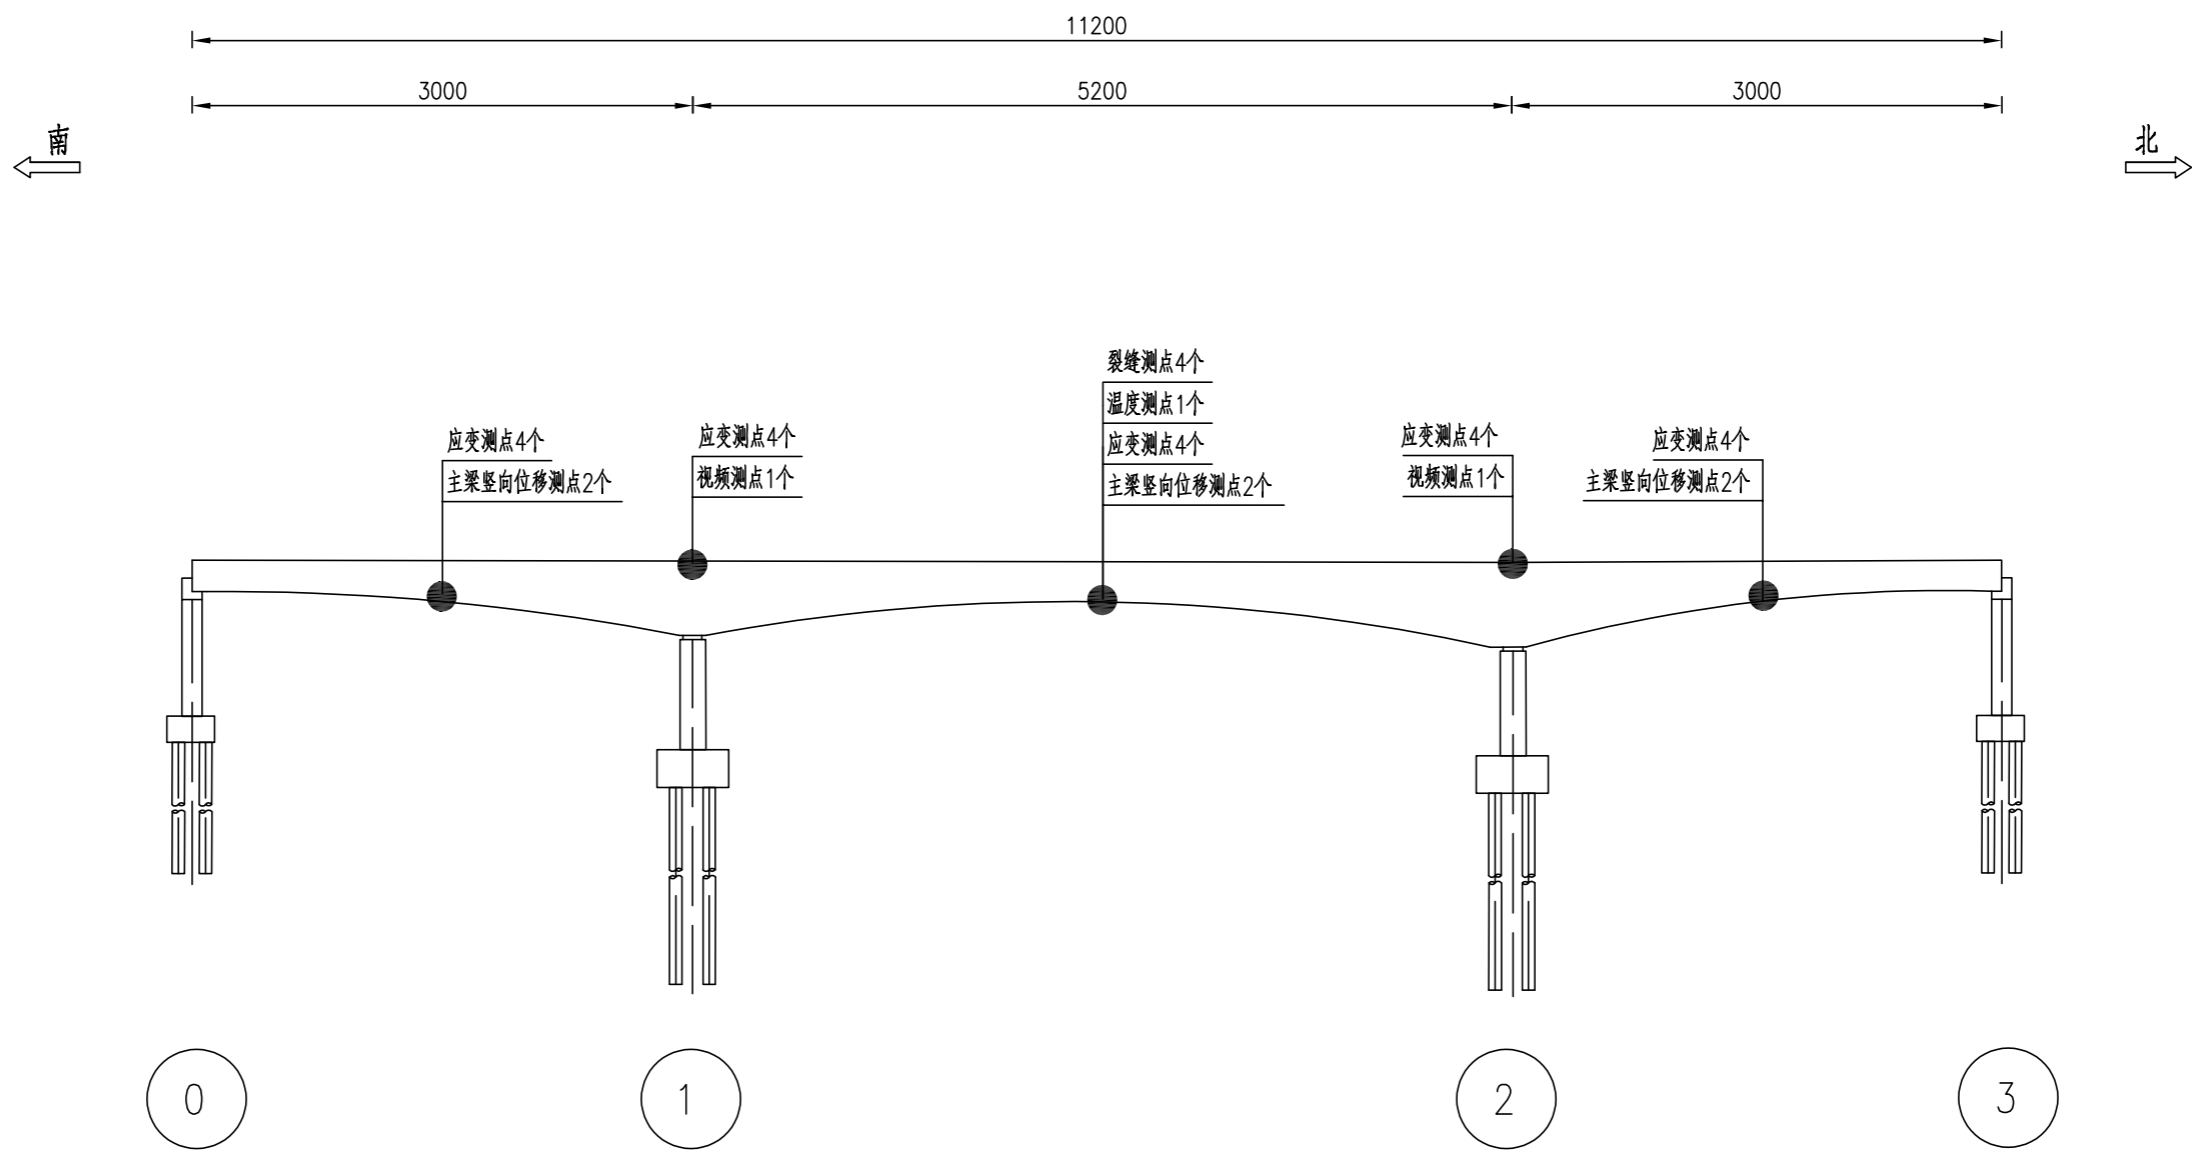 11200
3000
5200
3000
南
北
裂缝测点4个
温度测点1个
应变测点4个
主梁竖向位移测点2个
应变测点4个
主梁竖向位移测点2个
应变测点4个
视频测点1个
应变测点4个
视频测点1个
应变测点4个
主梁竖向位移测点2个
0
1
2
3